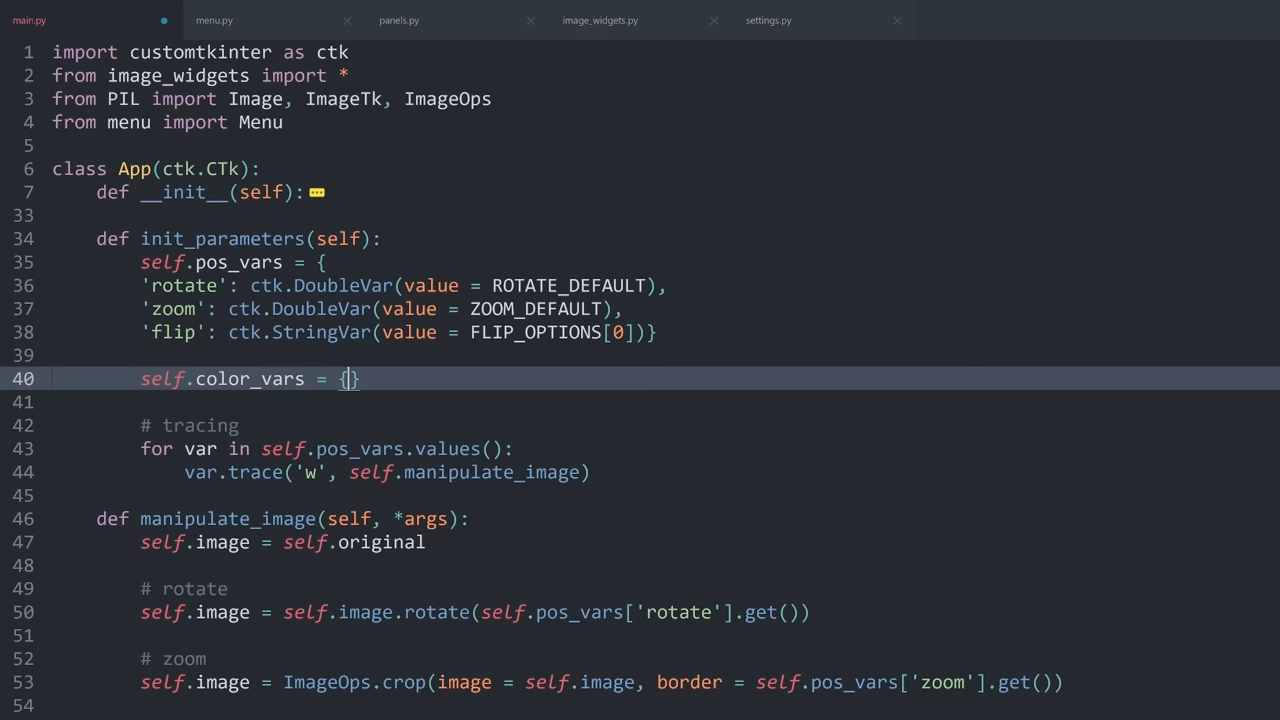 main.py menu.py panels.py image_widgets.py settings.py
1 import customtkinter as ctk
2 from image_widgets import *
3 from PIL import Image, ImageTk, ImageOps
4 from menu import Menu
5
6 class App(ctk.CTk):
7     def __init__(self):
33
34     def init_parameters(self):
35         self.pos_vars = {
36         'rotate': ctk.DoubleVar(value = ROTATE_DEFAULT),
37         'zoom': ctk.DoubleVar(value = ZOOM_DEFAULT),
38         'flip': ctk.StringVar(value = FLIP_OPTIONS[0])}
39
40         self.color_vars = {}
41
42         # tracing
43         for var in self.pos_vars.values():
44             var.trace('w', self.manipulate_image)
45
46     def manipulate_image(self, *args):
47         self.image = self.original
48
49         # rotate
50         self.image = self.image.rotate(self.pos_vars['rotate'].get())
51
52         # zoom
53         self.image = ImageOps.crop(image = self.image, border = self.pos_vars['zoom'].get())
54